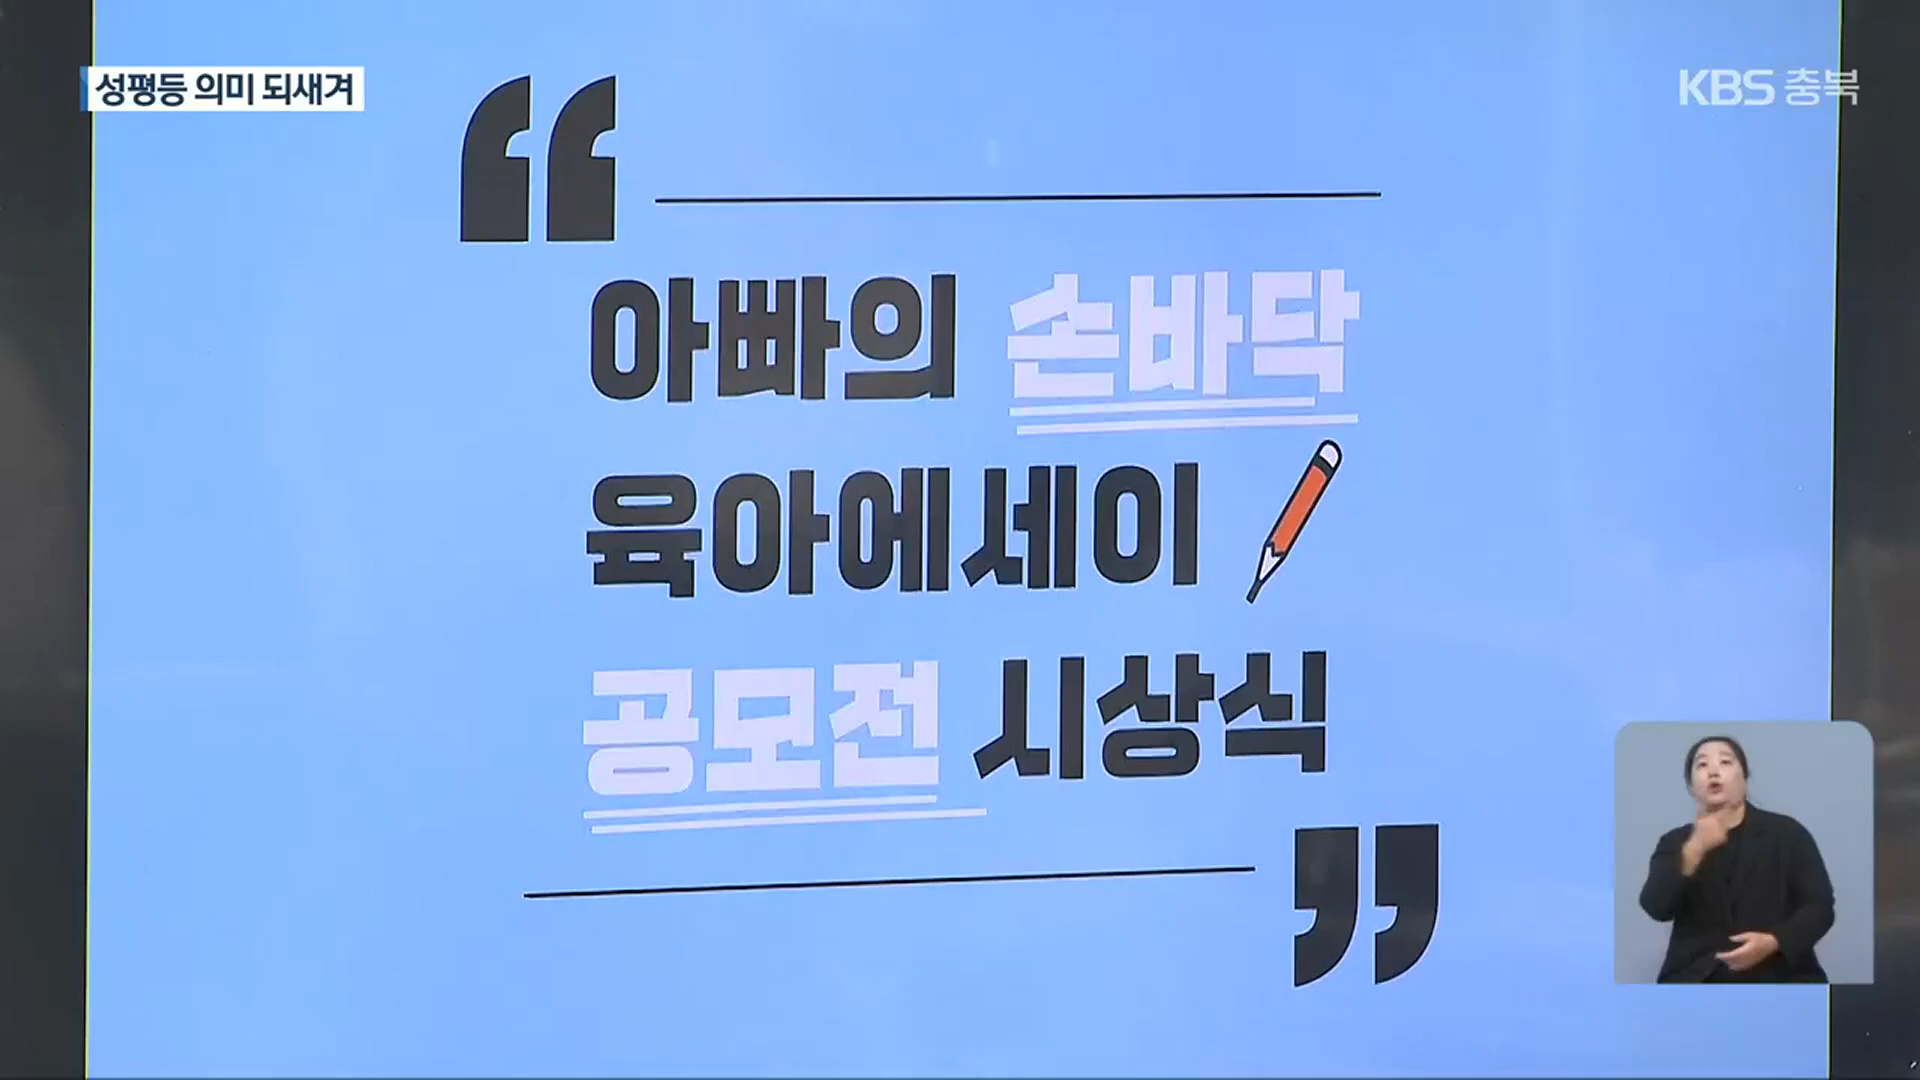 성평등 의미 되새겨
KBS 충북
“
아빠의 손바닥
육아에세이
공모전 시상식
”